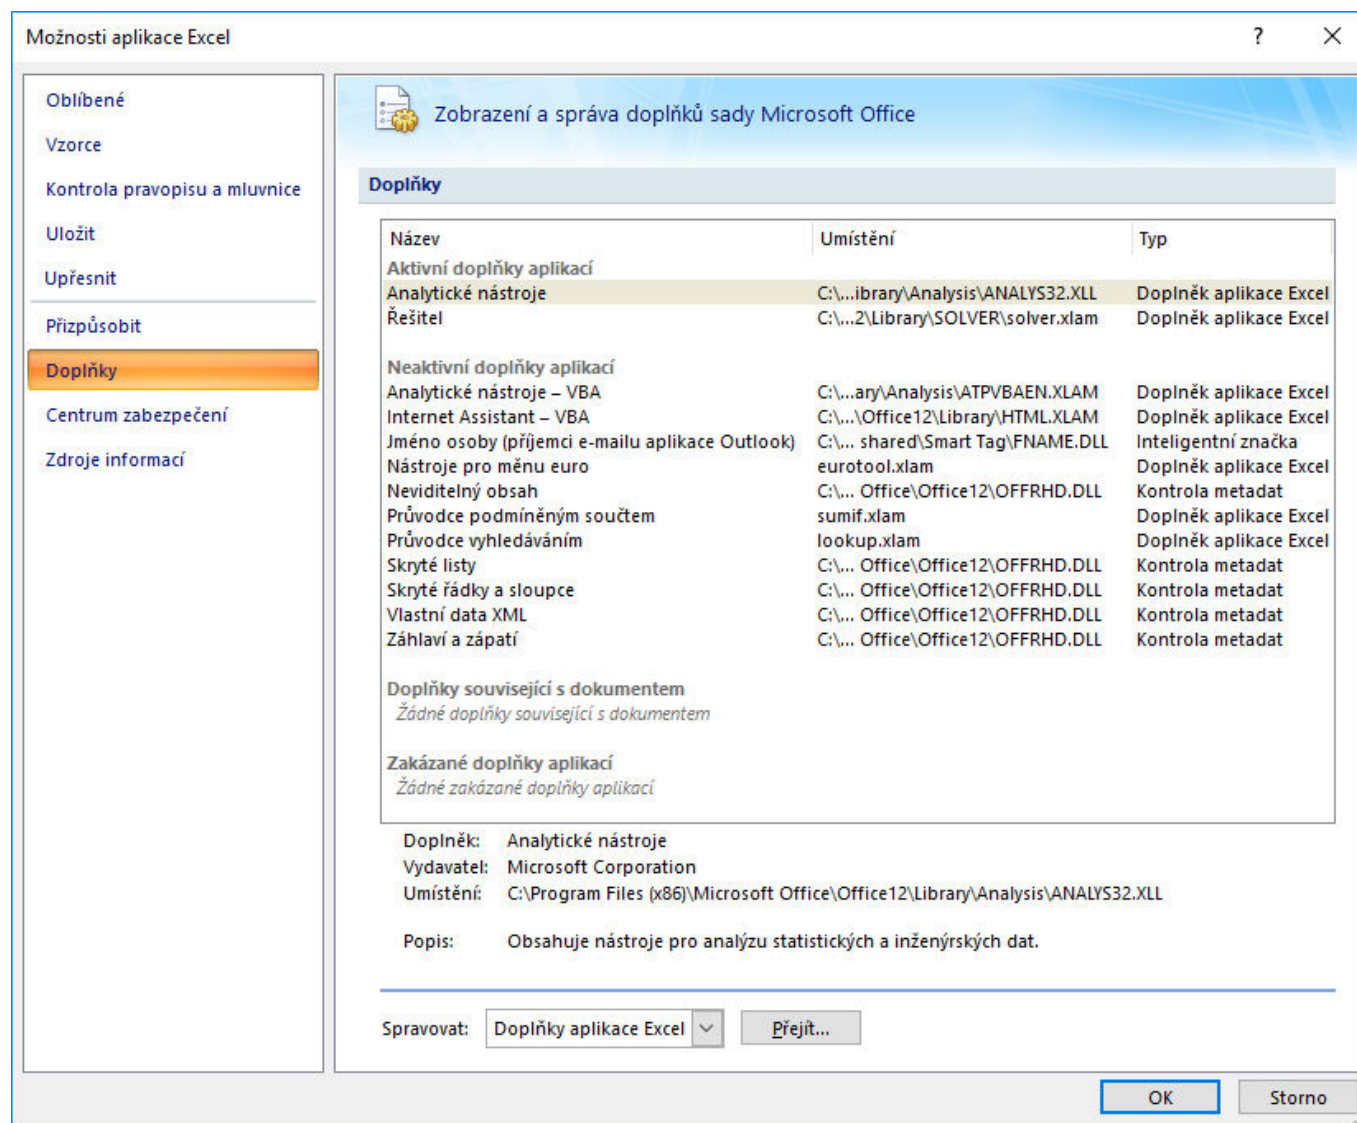 Možnosti aplikace Excel
Oblíbené
Vzorce
Kontrola pravopisu a mluvnice
Uložit
Upřesnit
Přizpůsobit
Doplňky
Centrum zabezpečení
Zdroje informací
Zobrazení a správa doplňků sady Microsoft Office
Doplňky
Název Umístění Typ
Aktivní doplňky aplikací
Analytické nástroje C:\...ibrary\Analysis\ANALYS32.XLL Doplněk aplikace Excel
Řešitel C:\...2\Library\SOLVER\solver.xlam Doplněk aplikace Excel
Neaktivní doplňky aplikací
Analytické nástroje – VBA C:\...ary\Analysis\ATPVBAEN.XLAM Doplněk aplikace Excel
Internet Assistant – VBA C:\...\Office12\Library\HTML.XLAM Doplněk aplikace Excel
Jméno osoby (příjemci e-mailu aplikace Outlook) C:\... shared\Smart Tag\FNAME.DLL Inteligentní značka
Nástroje pro měnu euro eurotool.xlam Doplněk aplikace Excel
Neviditelný obsah C:\... Office\Office12\OFFRHD.DLL Kontrola metadat
Průvodce podmíněným součtem sumif.xlam Doplněk aplikace Excel
Průvodce vyhledáváním lookup.xlam Doplněk aplikace Excel
Skryté listy C:\... Office\Office12\OFFRHD.DLL Kontrola metadat
Skryté řádky a sloupce C:\... Office\Office12\OFFRHD.DLL Kontrola metadat
Vlastní data XML C:\... Office\Office12\OFFRHD.DLL Kontrola metadat
Záhlaví a zápatí C:\... Office\Office12\OFFRHD.DLL Kontrola metadat
Doplňky související s dokumentem
Žádné doplňky související s dokumentem
Zakázané doplňky aplikací
Žádné zakázané doplňky aplikací
Doplněk: Analytické nástroje
Vydavatel: Microsoft Corporation
Umístění: C:\Program Files (x86)\Microsoft Office\Office12\Library\Analysis\ANALYS32.XLL
Popis: Obsahuje nástroje pro analýzu statistických a inženýrských dat.
Spravovat: Doplňky aplikace Excel Přejít...
OK Storno